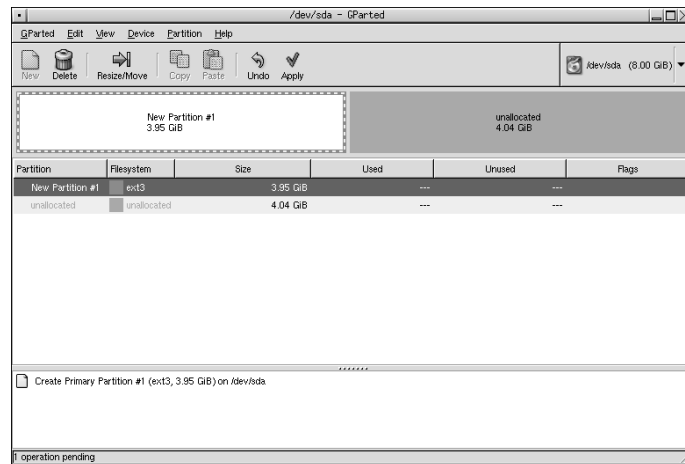 /dev/sda - GParted
GParted Edit View Device Partition Help
New Delete Resize/Move Copy Paste Undo Apply /dev/sda (8.00 GiB)
New Partition #1
3.95 GiB
unallocated
4.04 GiB
Partition Filesystem Size Used Unused Flags
New Partition #1 ext3 3.95 GiB --- ---
unallocated unallocated 4.04 GiB --- ---
Create Primary Partition #1 (ext3, 3.95 GiB) on /dev/sda
1 operation pending